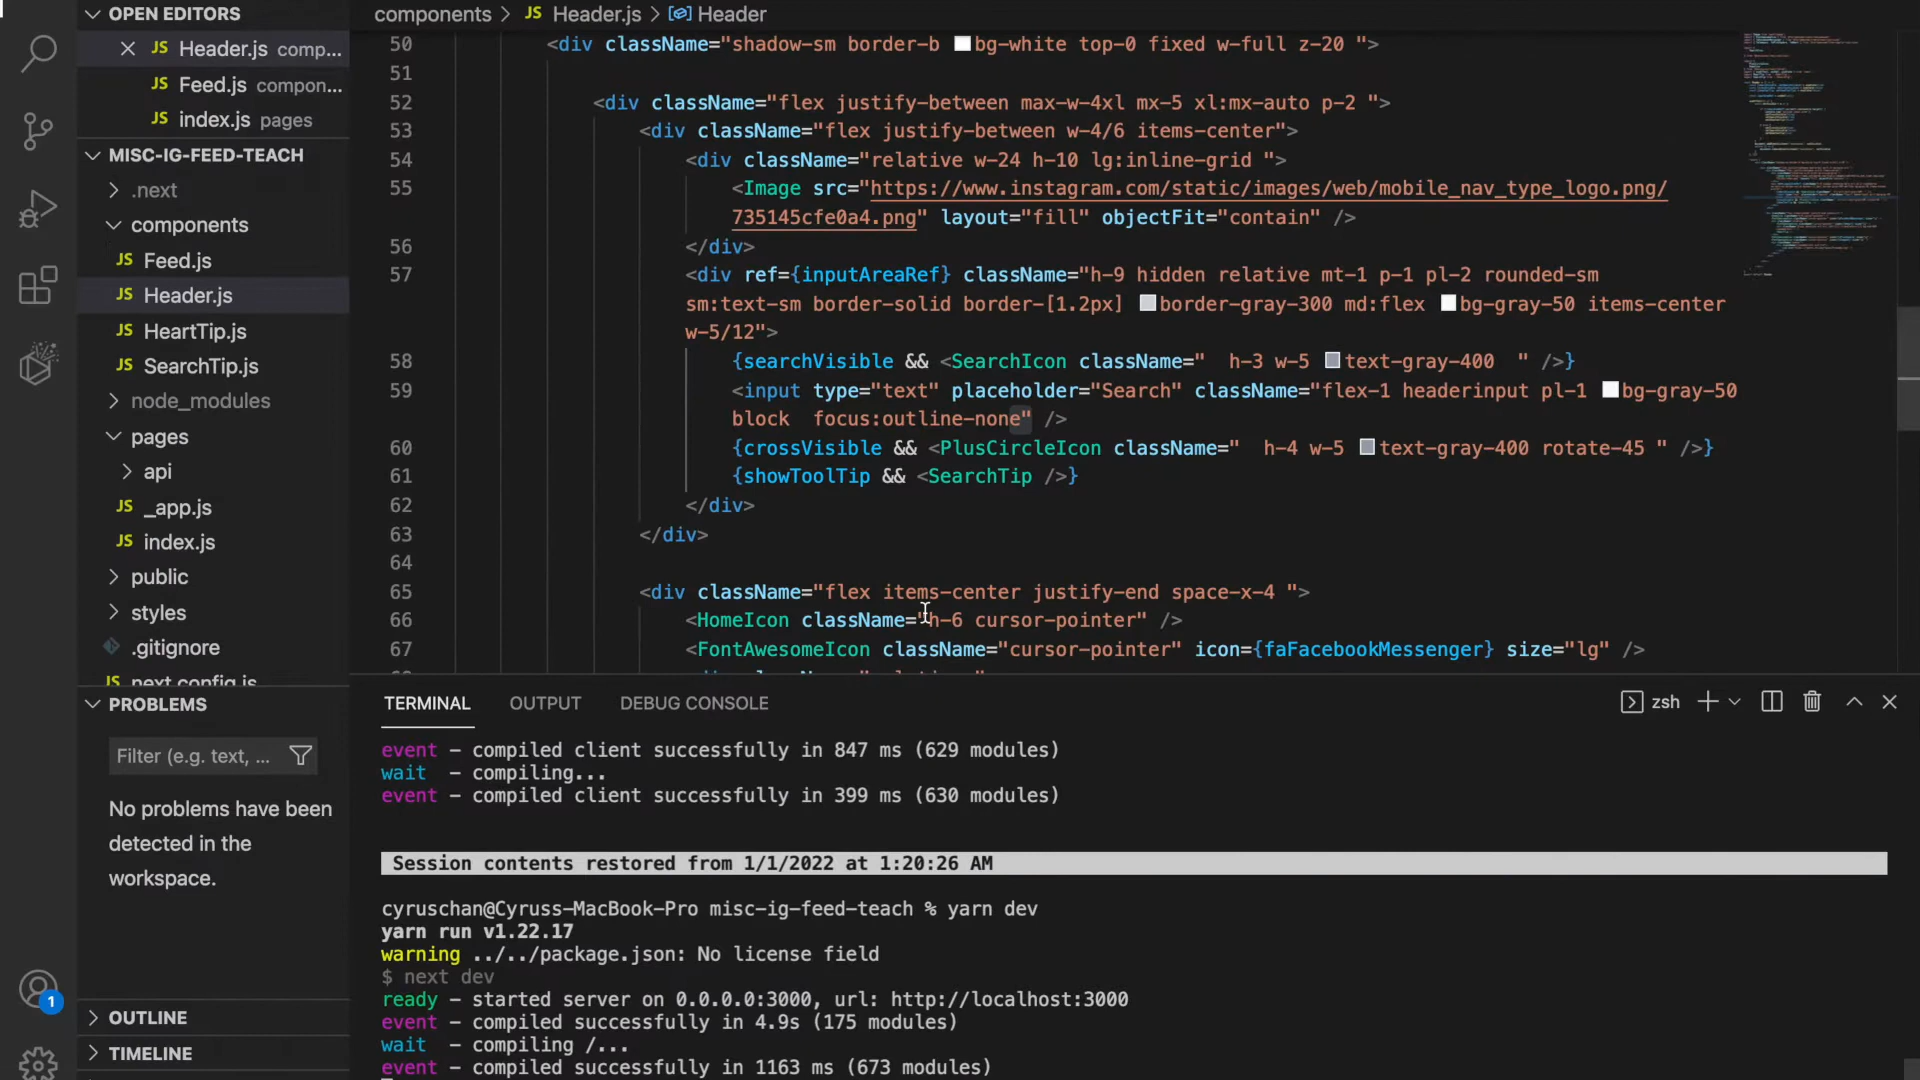 OPEN EDITORS
JS Header.js comp...
JS Feed.js compon...
JS index.js pages
MISC-IG-FEED-TEACH
.next
components
JS Feed.js
JS Header.js
JS HeartTip.js
JS SearchTip.js
node_modules
pages
api
JS _app.js
JS index.js
public
styles
.gitignore
JS next.config.js
PROBLEMS
Filter (e.g. text, ...
No problems have been
detected in the
workspace.
OUTLINE
TIMELINE
1
components > JS Header.js > Header
50 <div className="shadow-sm border-b bg-white top-0 fixed w-full z-20 ">
51
52 <div className="flex justify-between max-w-4xl mx-5 xl:mx-auto p-2 ">
53 <div className="flex justify-between w-4/6 items-center">
54 <div className="relative w-24 h-10 lg:inline-grid ">
55 <Image src="https://www.instagram.com/static/images/web/mobile_nav_type_logo.png/
735145cfe0a4.png" layout="fill" objectFit="contain" />
56 </div>
57 <div ref={inputAreaRef} className="h-9 hidden relative mt-1 p-1 pl-2 rounded-sm
sm:text-sm border-solid border-[1.2px] border-gray-300 md:flex bg-gray-50 items-center
w-5/12">
58 {searchVisible && <SearchIcon className="  h-3 w-5 text-gray-400  " />}
59 <input type="text" placeholder="Search" className="flex-1 headerinput pl-1 bg-gray-50
block  focus:outline-none" />
60 {crossVisible && <PlusCircleIcon className="  h-4 w-5 text-gray-400 rotate-45 " />}
61 {showToolTip && <SearchTip />}
62 </div>
63 </div>
64
65 <div className="flex items-center justify-end space-x-4 ">
66 <HomeIcon className="h-6 cursor-pointer" />
67 <FontAwesomeIcon className="cursor-pointer" icon={faFacebookMessenger} size="lg" />
TERMINAL OUTPUT DEBUG CONSOLE zsh
event - compiled client successfully in 847 ms (629 modules)
wait  - compiling...
event - compiled client successfully in 399 ms (630 modules)
Session contents restored from 1/1/2022 at 1:20:26 AM
cyruschan@Cyruss-MacBook-Pro misc-ig-feed-teach % yarn dev
yarn run v1.22.17
warning ../../package.json: No license field
$ next dev
ready - started server on 0.0.0.0:3000, url: http://localhost:3000
event - compiled successfully in 4.9s (175 modules)
wait  - compiling /...
event - compiled successfully in 1163 ms (673 modules)